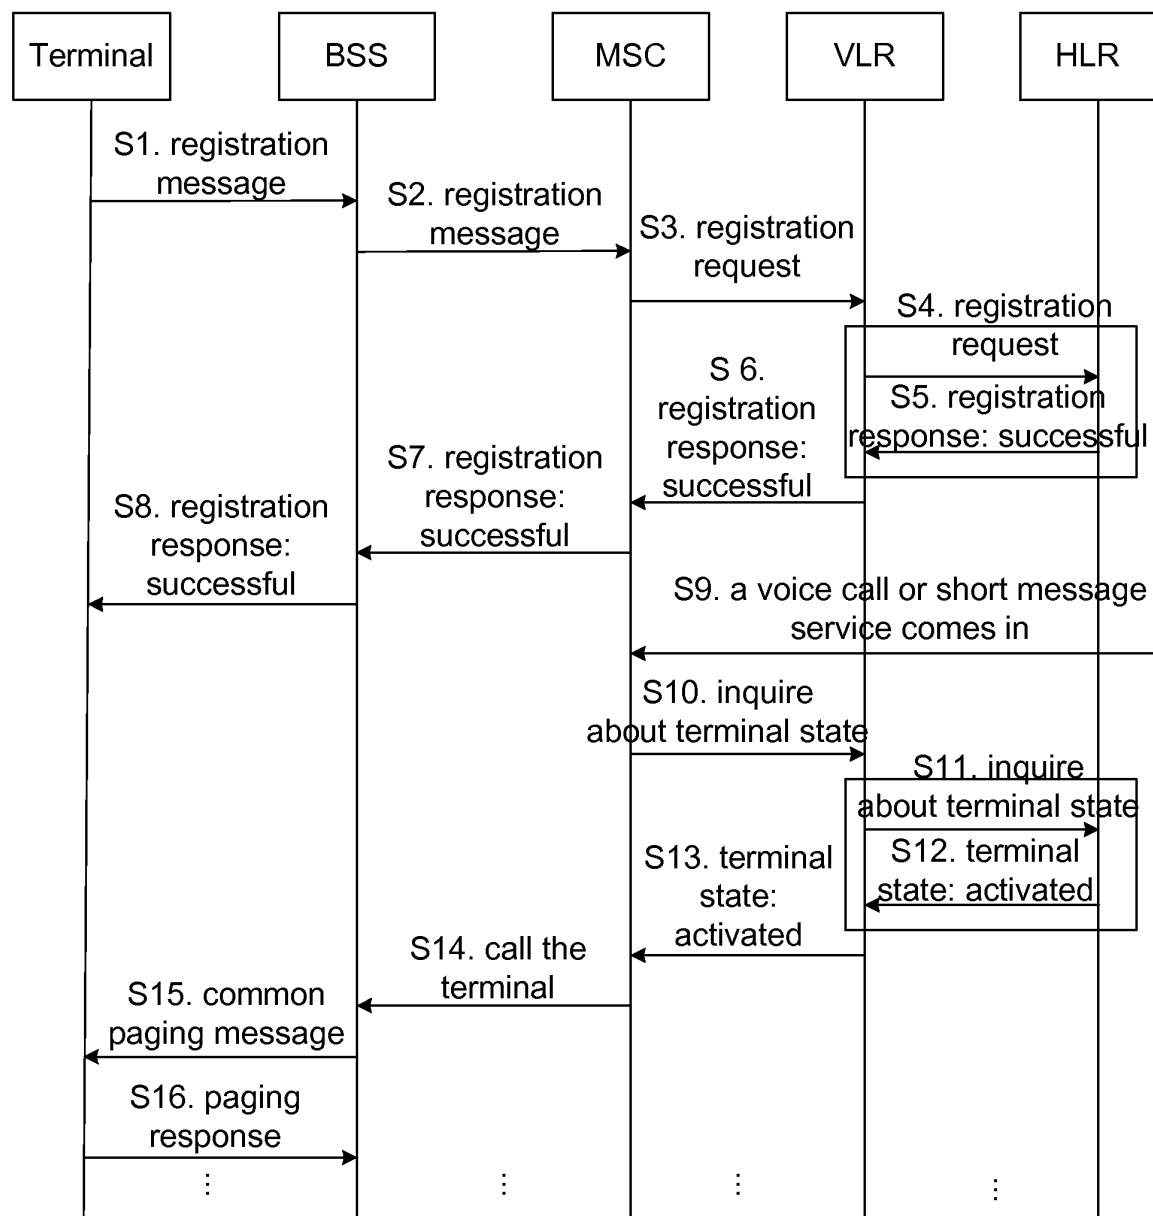 Terminal
BSS
MSC
VLR
HLR
S1. registration
message
S2. registration
message
S3. registration
request
S4. registration
request
S5. registration
response: successful
S 6.
registration
response:
successful
S7. registration
response:
successful
S8. registration
response:
successful
S9. a voice call or short message
service comes in
S10. inquire
about terminal state
S11. inquire
about terminal state
S12. terminal
state: activated
S13. terminal
state:
activated
S14. call the
terminal
S15. common
paging message
S16. paging
response
⋮
⋮
⋮
⋮